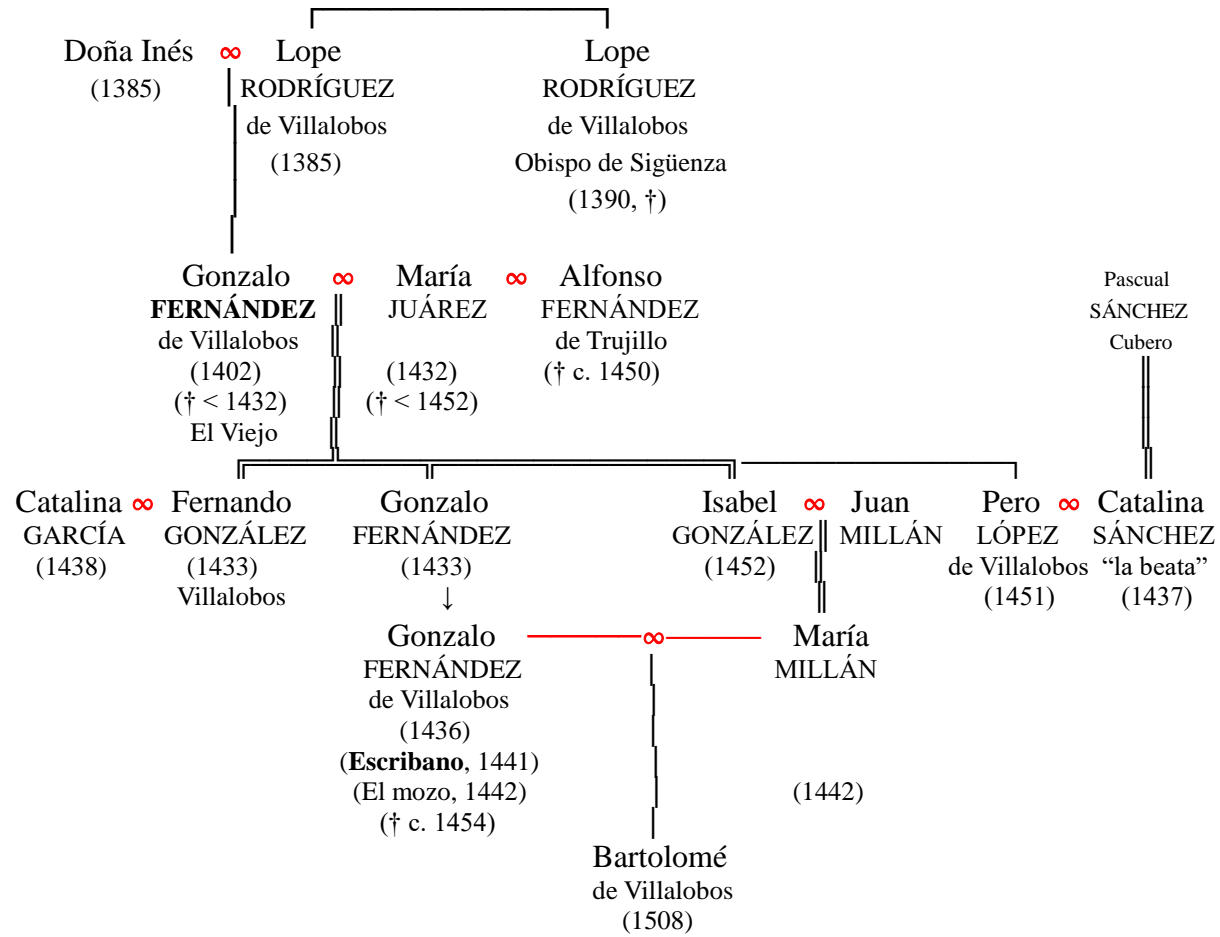 Doña Inés ∞ Lope Lope
(1385) RODRÍGUEZ RODRÍGUEZ
de Villalobos de Villalobos
(1385) Obispo de Sigüenza
(1390, †)
Gonzalo ∞ María ∞ Alfonso Pascual
FERNÁNDEZ JUÁREZ FERNÁNDEZ SÁNCHEZ
de Villalobos de Trujillo Cubero
(1402) (1432) († c. 1450)
(† < 1432) († < 1452)
El Viejo
Catalina ∞ Fernando Gonzalo Isabel ∞ Juan Pero ∞ Catalina
GARCÍA GONZÁLEZ FERNÁNDEZ GONZÁLEZ MILLÁN LÓPEZ SÁNCHEZ
(1438) (1433) (1433) (1452) de Villalobos “la beata”
Villalobos ↓ (1451) (1437)
Gonzalo ∞ María
FERNÁNDEZ MILLÁN
de Villalobos
(1436)
(Escribano, 1441)
(El mozo, 1442) (1442)
(† c. 1454)
Bartolomé
de Villalobos
(1508)